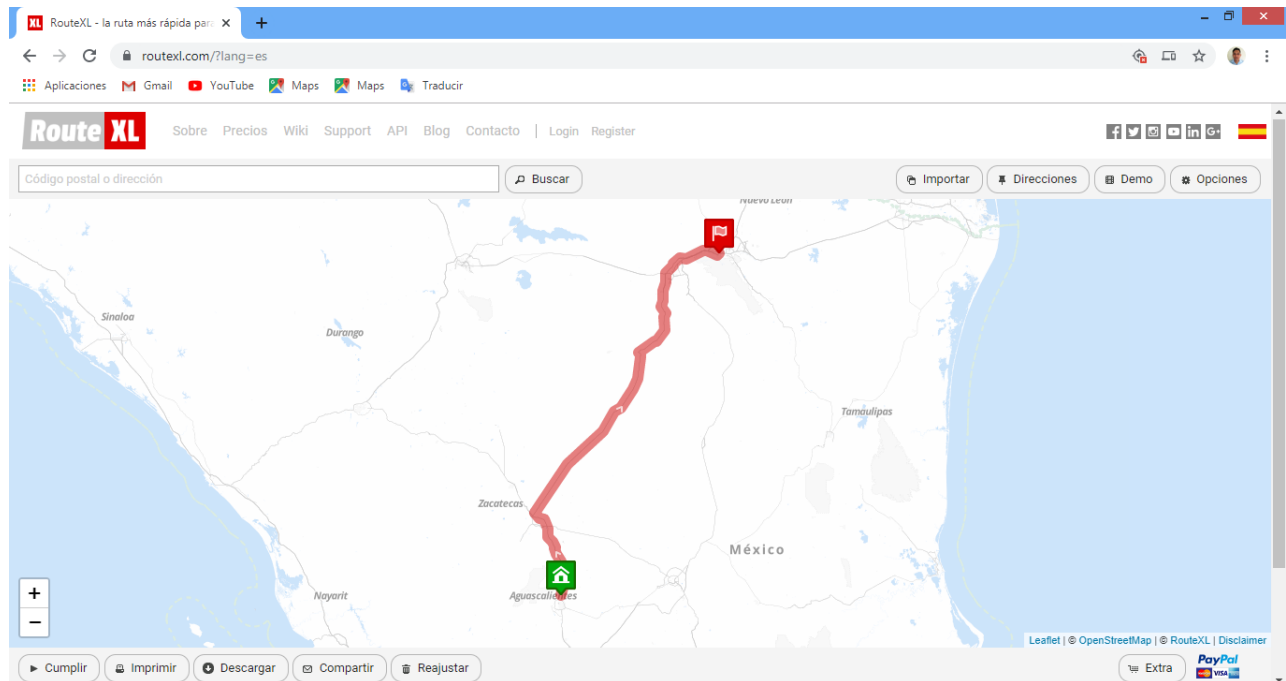 XL RouteXL - la ruta más rápida para
routexl.com/?lang=es
Aplicaciones Gmail YouTube Maps Maps Traducir
Route XL Sobre Precios Wiki Support API Blog Contacto | Login Register
Código postal o dirección Buscar Importar Direcciones Demo Opciones
Nuevo León
Sinaloa
Durango
Tamaulipas
Zacatecas
México
+
Nayarit
Aguascalientes
−
Leaflet | © OpenStreetMap | © RouteXL | Disclaimer
Cumplir Imprimir Descargar Compartir Reajustar Extra PayPal
VISA